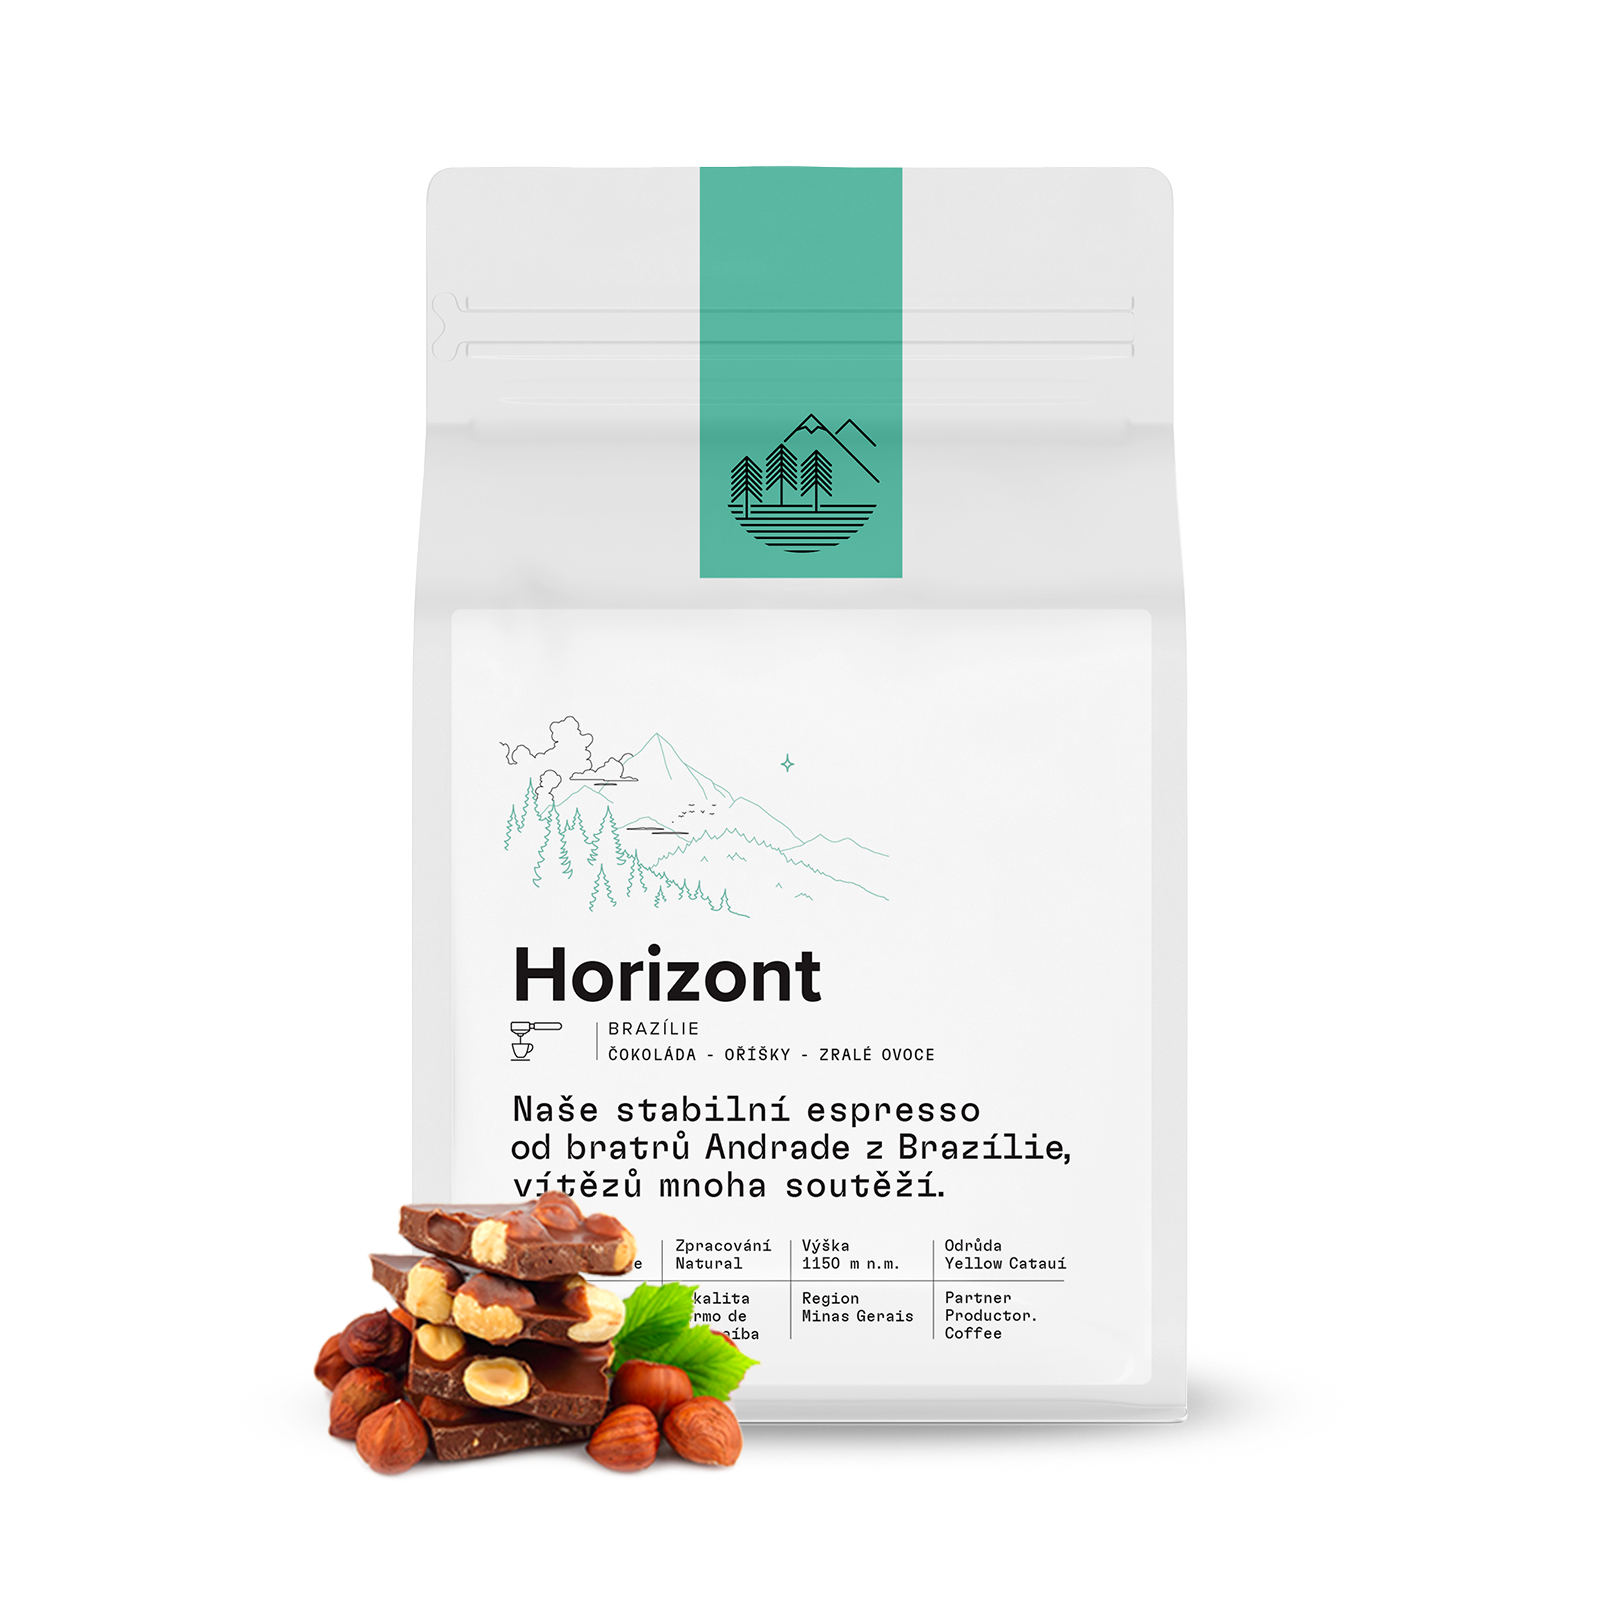 Horizont
BRAZÍLIE
ČOKOLÁDA - OŘÍŠKY - ZRALÉ OVOCE
Naše stabilní espresso
od bratrů Andrade z Brazílie,
vítězů mnoha soutěží.
Zpracování
Natural
Výška
1150 m n.m.
Odrůda
Yellow Catauí
Region
Minas Gerais
Partner
Productor.
Coffee